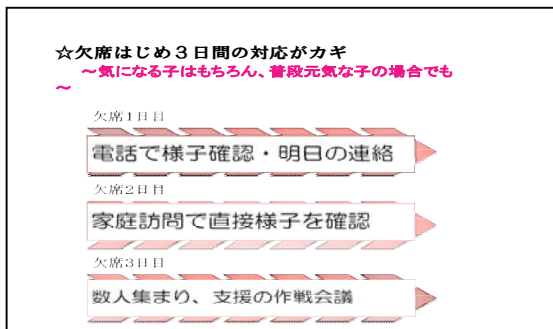 ☆欠席はじめ３日間の対応がカギ
～気になる子はもちろん、普段元気な子の場合でも
～
欠席1日目
電話で様子確認・明日の連絡
欠席2日目
家庭訪問で直接様子を確認
欠席3日目
数人集まり、支援の作戦会議